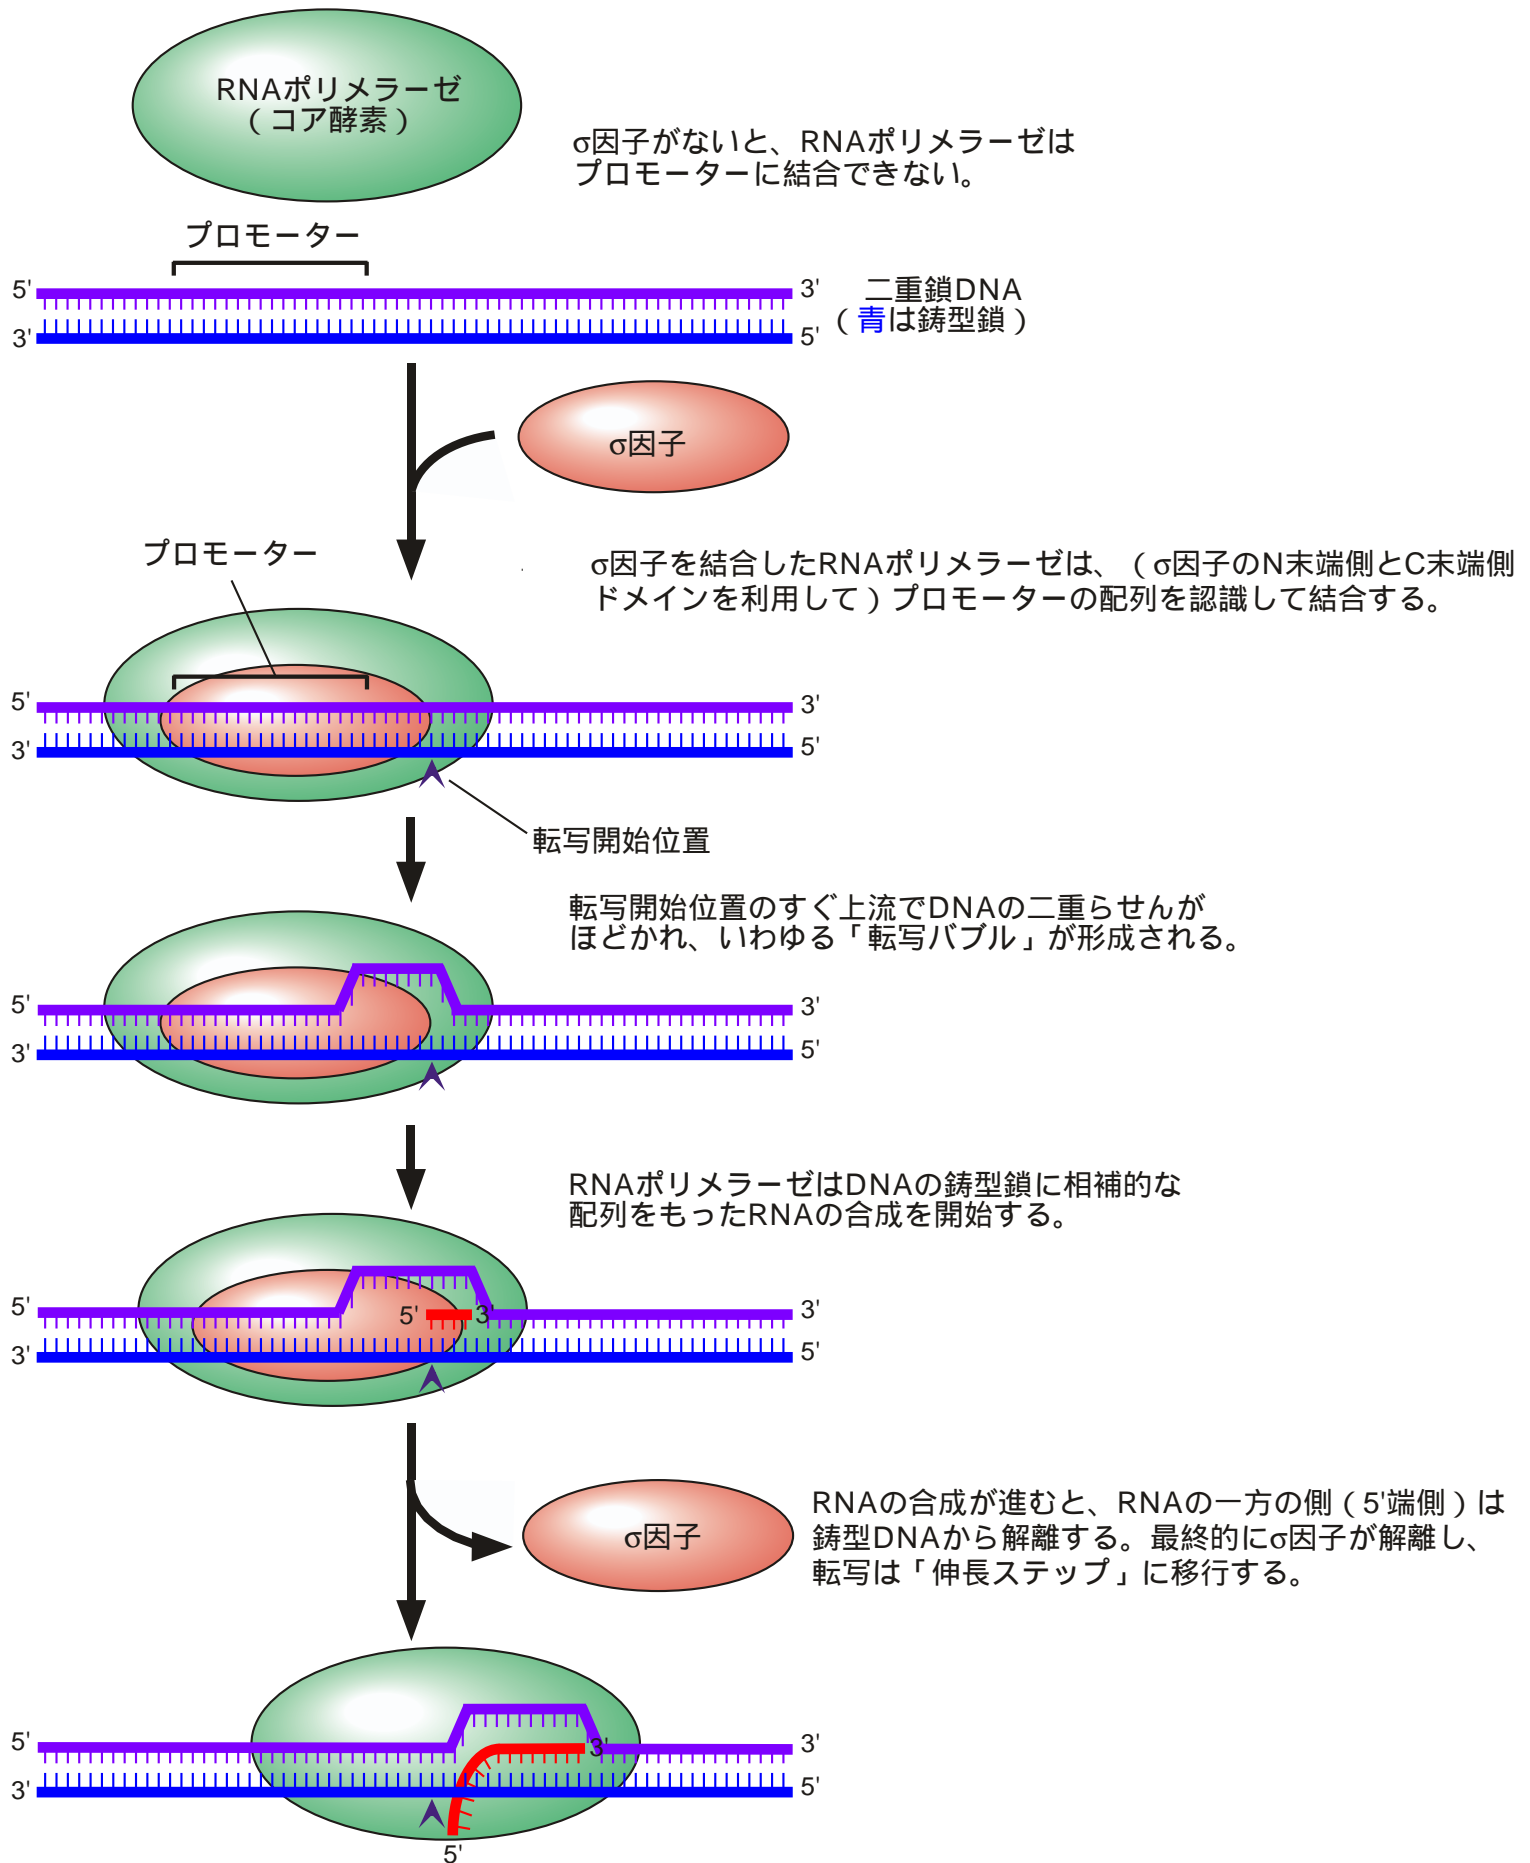 RNAポリメラーゼ
（コア酵素）
σ因子がないと、RNAポリメラーゼは
プロモーターに結合できない。
プロモーター
5'
3'
二重鎖DNA
3'
5'
（青は鋳型鎖）
σ因子
プロモーター
σ因子を結合したRNAポリメラーゼは、（σ因子のN末端側とC末端側
ドメインを利用して）プロモーターの配列を認識して結合する。
5'
3'
3'
5'
転写開始位置
転写開始位置のすぐ上流でDNAの二重らせんが
ほどかれ、いわゆる「転写バブル」が形成される。
5'
3'
3'
5'
RNAポリメラーゼはDNAの鋳型鎖に相補的な
配列をもったRNAの合成を開始する。
5'
5'
3'
3'
3'
5'
σ因子
RNAの合成が進むと、RNAの一方の側（5'端側）は
鋳型DNAから解離する。最終的にσ因子が解離し、
転写は「伸長ステップ」に移行する。
5'
3'
3'
3'
5'
5'